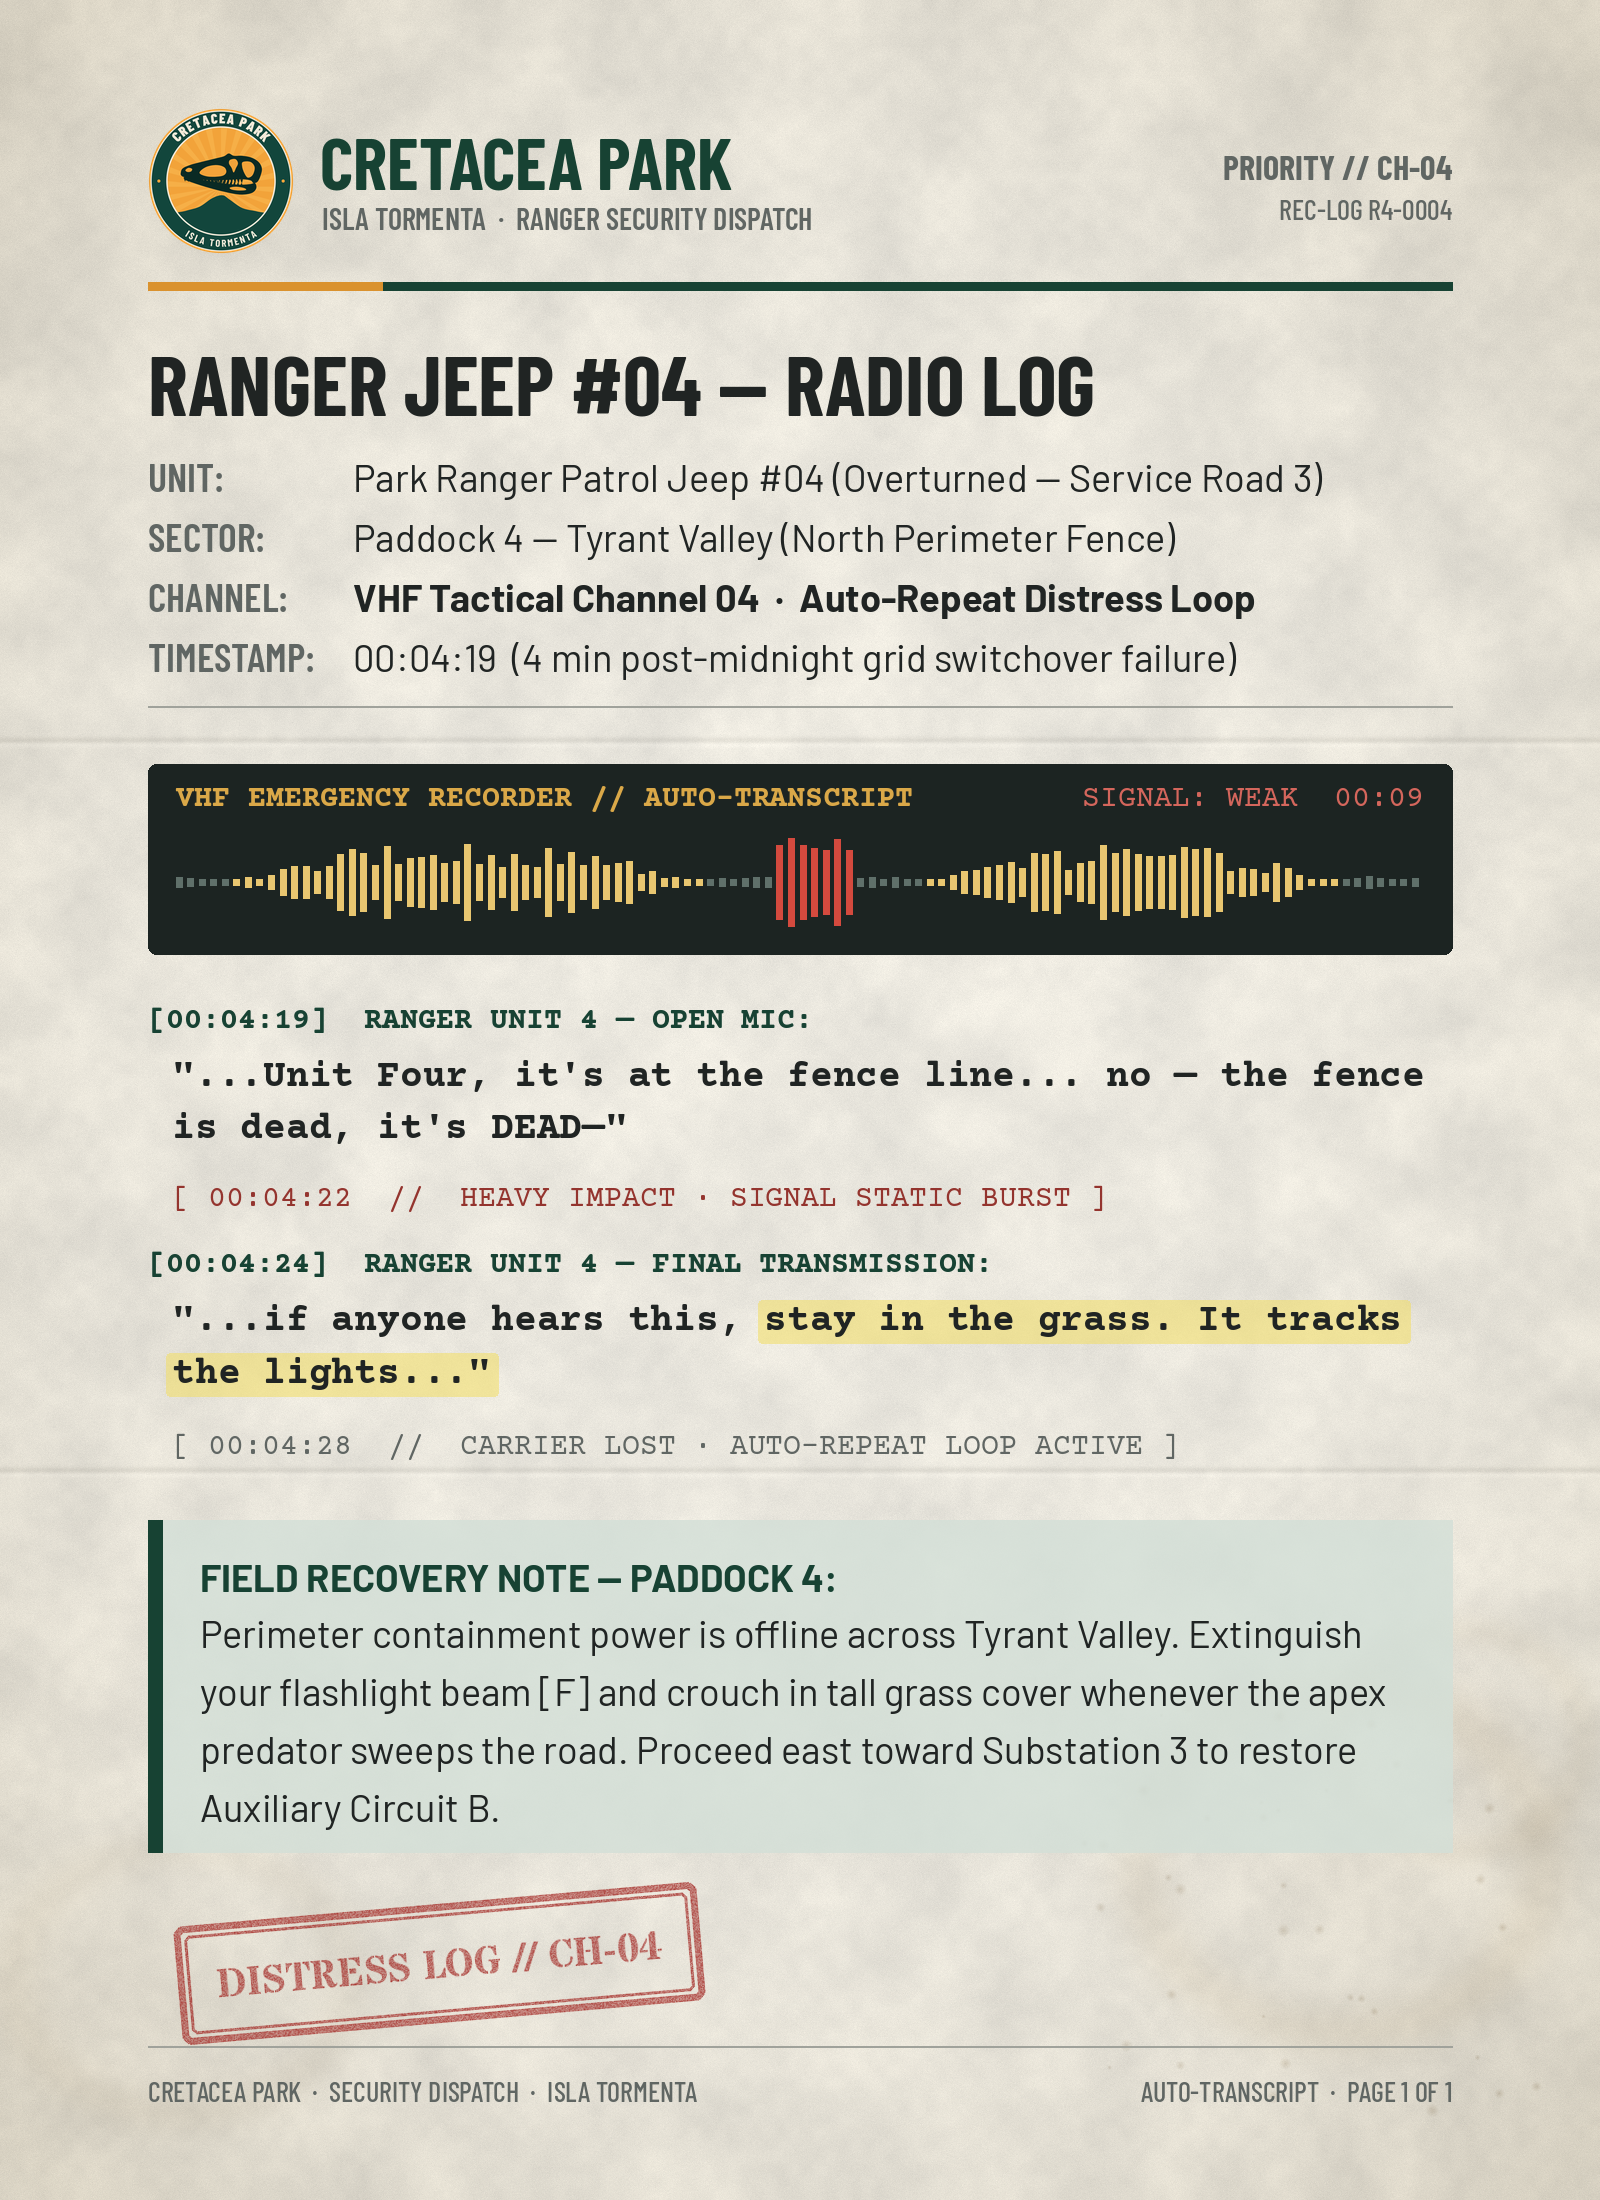 CRETACEA PARK
ISLA TORMENTA
CRETACEA PARK
ISLA TORMENTA · RANGER SECURITY DISPATCH
PRIORITY // CH-04
REC-LOG R4-0004
RANGER JEEP #04 — RADIO LOG
UNIT: Park Ranger Patrol Jeep #04 (Overturned — Service Road 3)
SECTOR: Paddock 4 — Tyrant Valley (North Perimeter Fence)
CHANNEL: VHF Tactical Channel 04 · Auto-Repeat Distress Loop
TIMESTAMP: 00:04:19 (4 min post-midnight grid switchover failure)
VHF EMERGENCY RECORDER // AUTO-TRANSCRIPT SIGNAL: WEAK 00:09
[00:04:19] RANGER UNIT 4 — OPEN MIC:
"...Unit Four, it's at the fence line... no — the fence
is dead, it's DEAD—"
[ 00:04:22 // HEAVY IMPACT · SIGNAL STATIC BURST ]
[00:04:24] RANGER UNIT 4 — FINAL TRANSMISSION:
"...if anyone hears this, stay in the grass. It tracks
the lights..."
[ 00:04:28 // CARRIER LOST · AUTO-REPEAT LOOP ACTIVE ]
FIELD RECOVERY NOTE — PADDOCK 4:
Perimeter containment power is offline across Tyrant Valley. Extinguish
your flashlight beam [F] and crouch in tall grass cover whenever the apex
predator sweeps the road. Proceed east toward Substation 3 to restore
Auxiliary Circuit B.
DISTRESS LOG // CH-04
CRETACEA PARK · SECURITY DISPATCH · ISLA TORMENTA
AUTO-TRANSCRIPT · PAGE 1 OF 1